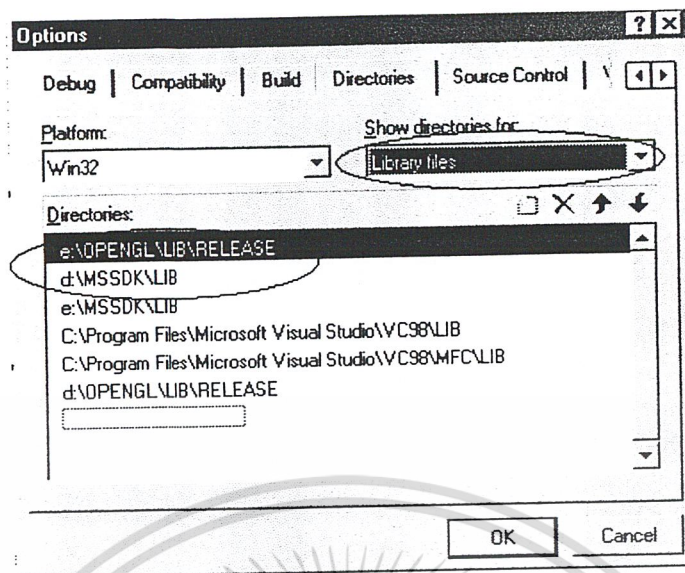 Options
Debug Compatibility Build Directories Source Control
Platform:
Show directories for:
Win32
Library files
Directories:
e:\OPENGL\LIB\RELEASE
d:\MSSDK\LIB
e:\MSSDK\LIB
C:\Program Files\Microsoft Visual Studio\VC98\LIB
C:\Program Files\Microsoft Visual Studio\VC98\MFC\LIB
d:\OPENGL\LIB\RELEASE
OK Cancel